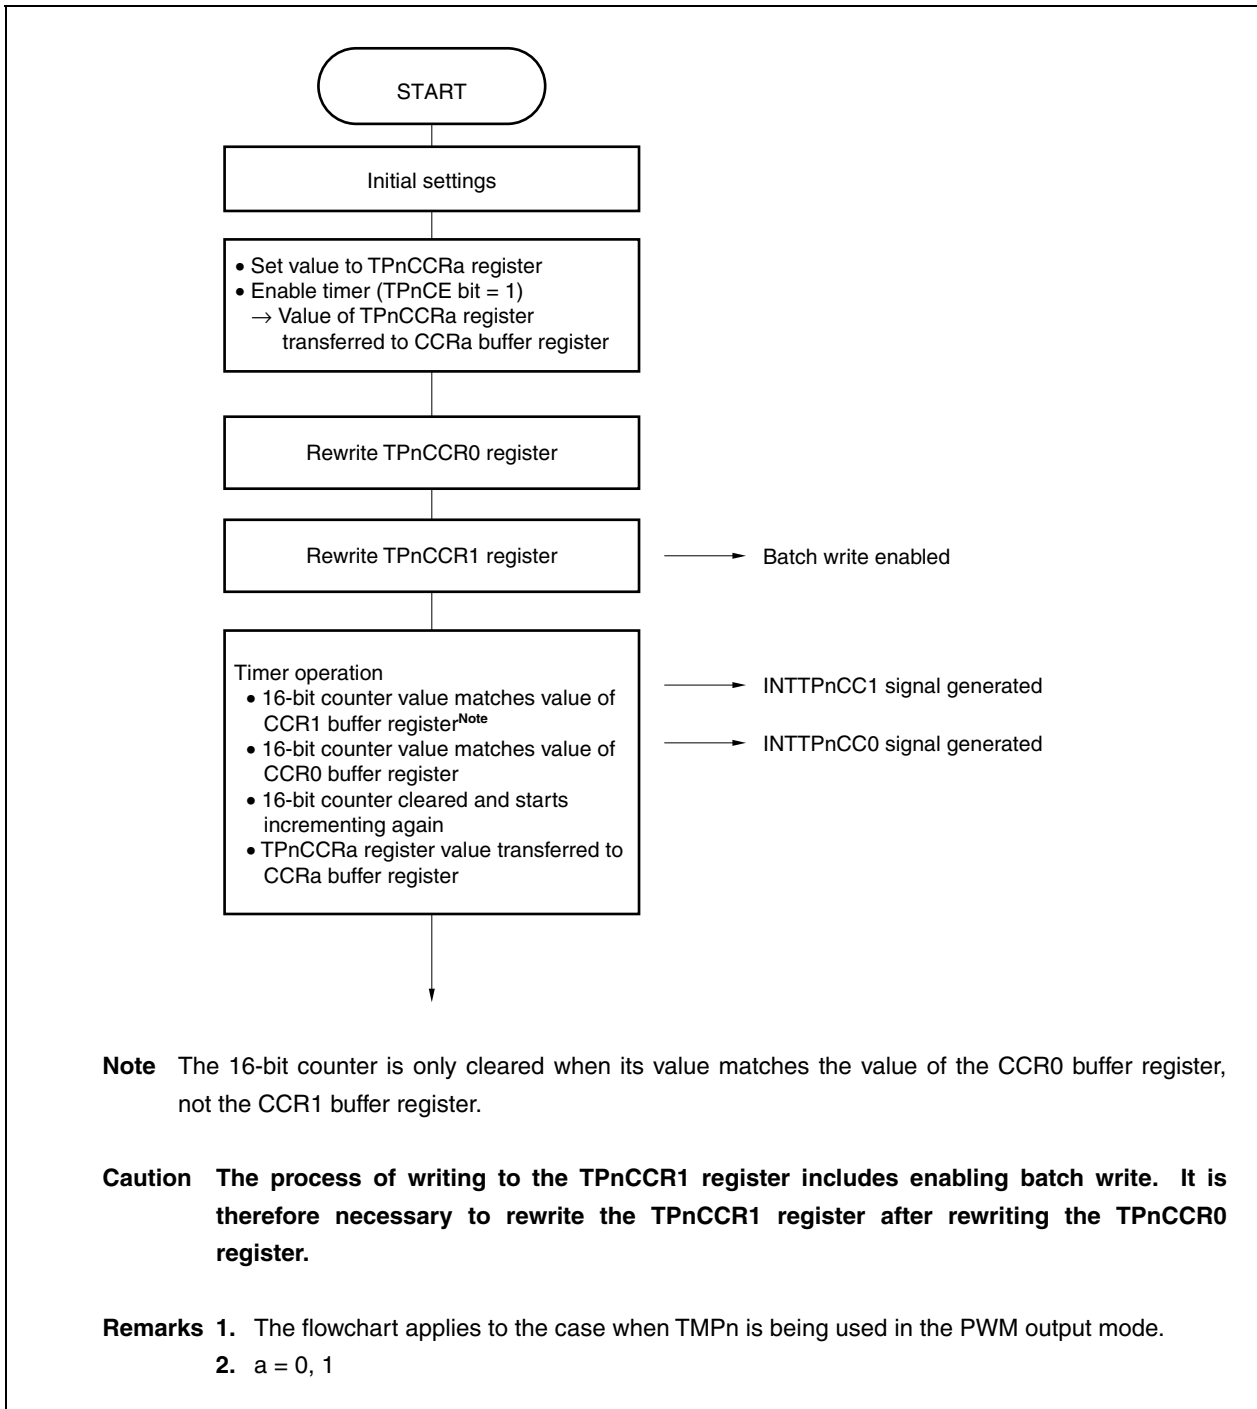 START
Initial settings
• Set value to TPnCCRa register
• Enable timer (TPnCE bit = 1)
→ Value of TPnCCRa register
transferred to CCRa buffer register
Rewrite TPnCCR0 register
Rewrite TPnCCR1 register
Batch write enabled
Timer operation
• 16-bit counter value matches value of
CCR1 buffer registerNote
• 16-bit counter value matches value of
CCR0 buffer register
• 16-bit counter cleared and starts
incrementing again
• TPnCCRa register value transferred to
CCRa buffer register
INTTPnCC1 signal generated
INTTPnCC0 signal generated
Note The 16-bit counter is only cleared when its value matches the value of the CCR0 buffer register,
not the CCR1 buffer register.
Caution The process of writing to the TPnCCR1 register includes enabling batch write. It is
therefore necessary to rewrite the TPnCCR1 register after rewriting the TPnCCR0
register.
Remarks 1. The flowchart applies to the case when TMPn is being used in the PWM output mode.
2. a = 0, 1